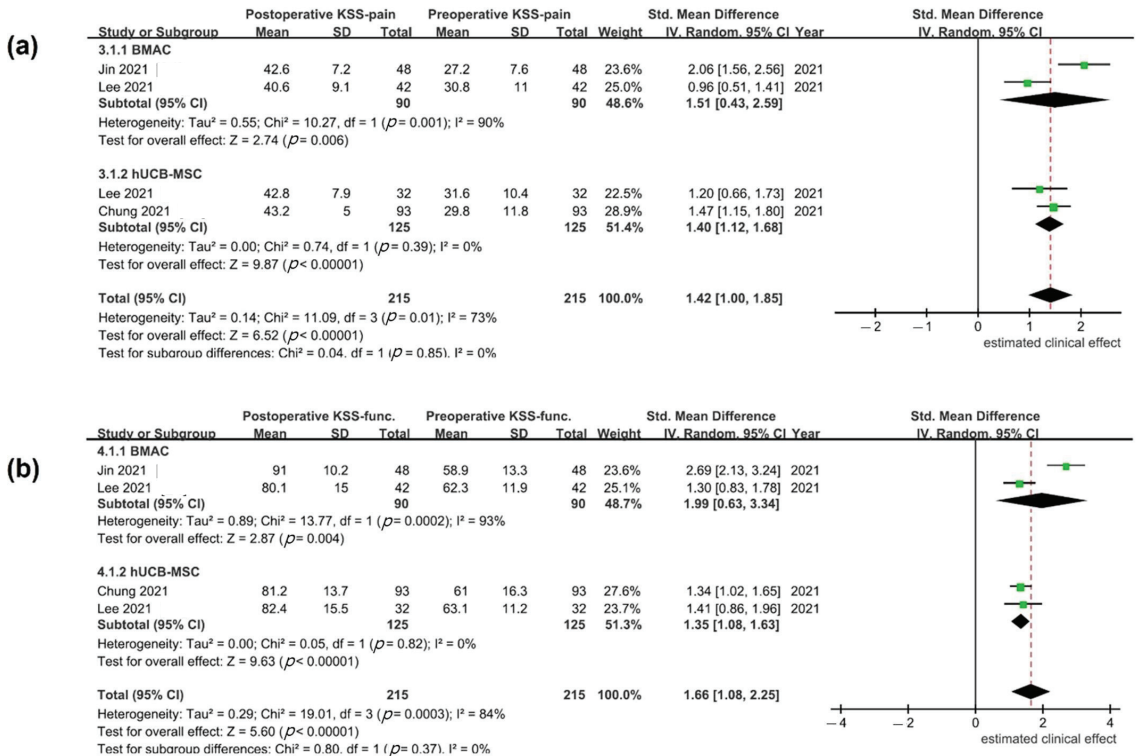 (a)
Postoperative KSS-pain Preoperative KSS-pain Std. Mean Difference Std. Mean Difference
Study or Subgroup Mean SD Total Mean SD Total Weight IV. Random. 95% CI Year IV. Random. 95% CI
3.1.1 BMAC
Jin 2021 42.6 7.2 48 27.2 7.6 48 23.6% 2.06 [1.56, 2.56] 2021
Lee 2021 40.6 9.1 42 30.8 11 42 25.0% 0.96 [0.51, 1.41] 2021
Subtotal (95% CI) 90 90 48.6% 1.51 [0.43, 2.59]
Heterogeneity: Tau² = 0.55; Chi² = 10.27, df = 1 (p = 0.001); I² = 90%
Test for overall effect: Z = 2.74 (p = 0.006)
3.1.2 hUCB-MSC
Lee 2021 42.8 7.9 32 31.6 10.4 32 22.5% 1.20 [0.66, 1.73] 2021
Chung 2021 43.2 5 93 29.8 11.8 93 28.9% 1.47 [1.15, 1.80] 2021
Subtotal (95% CI) 125 125 51.4% 1.40 [1.12, 1.68]
Heterogeneity: Tau² = 0.00; Chi² = 0.74, df = 1 (p = 0.39); I² = 0%
Test for overall effect: Z = 9.87 (p < 0.00001)
Total (95% CI) 215 215 100.0% 1.42 [1.00, 1.85]
Heterogeneity: Tau² = 0.14; Chi² = 11.09, df = 3 (p = 0.01); I² = 73%
Test for overall effect: Z = 6.52 (p < 0.00001)
Test for subgroup differences: Chi² = 0.04. df = 1 (p = 0.85). I² = 0%
−2 −1 0 1 2
estimated clinical effect
(b)
Postoperative KSS-func. Preoperative KSS-func. Std. Mean Difference Std. Mean Difference
Study or Subgroup Mean SD Total Mean SD Total Weight IV. Random. 95% CI Year IV. Random. 95% CI
4.1.1 BMAC
Jin 2021 91 10.2 48 58.9 13.3 48 23.6% 2.69 [2.13, 3.24] 2021
Lee 2021 80.1 15 42 62.3 11.9 42 25.1% 1.30 [0.83, 1.78] 2021
Subtotal (95% CI) 90 90 48.7% 1.99 [0.63, 3.34]
Heterogeneity: Tau² = 0.89; Chi² = 13.77, df = 1 (p = 0.0002); I² = 93%
Test for overall effect: Z = 2.87 (p = 0.004)
4.1.2 hUCB-MSC
Chung 2021 81.2 13.7 93 61 16.3 93 27.6% 1.34 [1.02, 1.65] 2021
Lee 2021 82.4 15.5 32 63.1 11.2 32 23.7% 1.41 [0.86, 1.96] 2021
Subtotal (95% CI) 125 125 51.3% 1.35 [1.08, 1.63]
Heterogeneity: Tau² = 0.00; Chi² = 0.05, df = 1 (p = 0.82); I² = 0%
Test for overall effect: Z = 9.63 (p < 0.00001)
Total (95% CI) 215 215 100.0% 1.66 [1.08, 2.25]
Heterogeneity: Tau² = 0.29; Chi² = 19.01, df = 3 (p = 0.0003); I² = 84%
Test for overall effect: Z = 5.60 (p < 0.00001)
Test for subgroup differences: Chi² = 0.80. df = 1 (p = 0.37). I² = 0%
−4 −2 0 2 4
estimated clinical effect